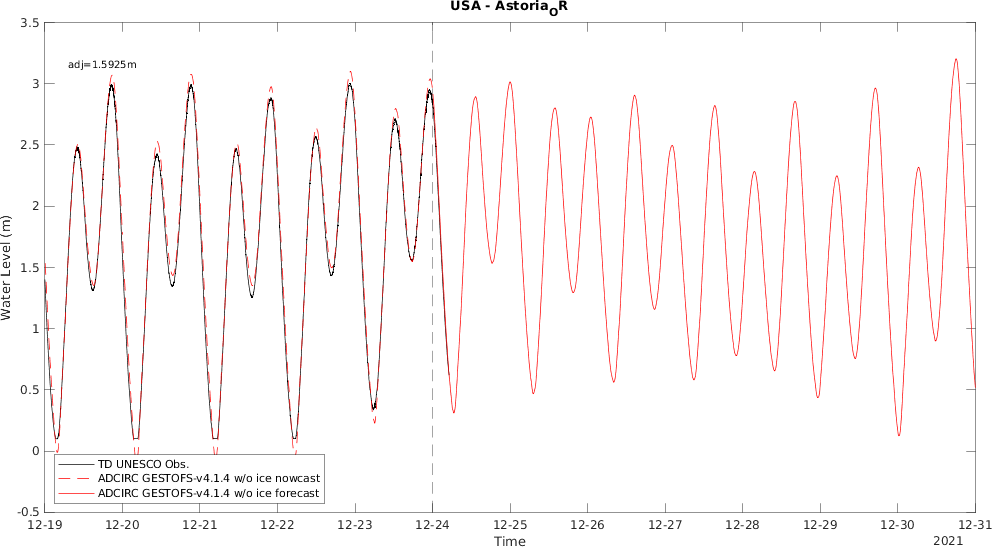 USA - Astoria_OR
3.5
adj=1.5925m
3
2.5
2
Water Level (m)
1.5
1
0.5
0
TD UNESCO Obs.
ADCIRC GESTOFS-v4.1.4 w/o ice nowcast
ADCIRC GESTOFS-v4.1.4 w/o ice forecast
-0.5
12-19 12-20 12-21 12-22 12-23 12-24 12-25 12-26 12-27 12-28 12-29 12-30 12-31
Time
2021